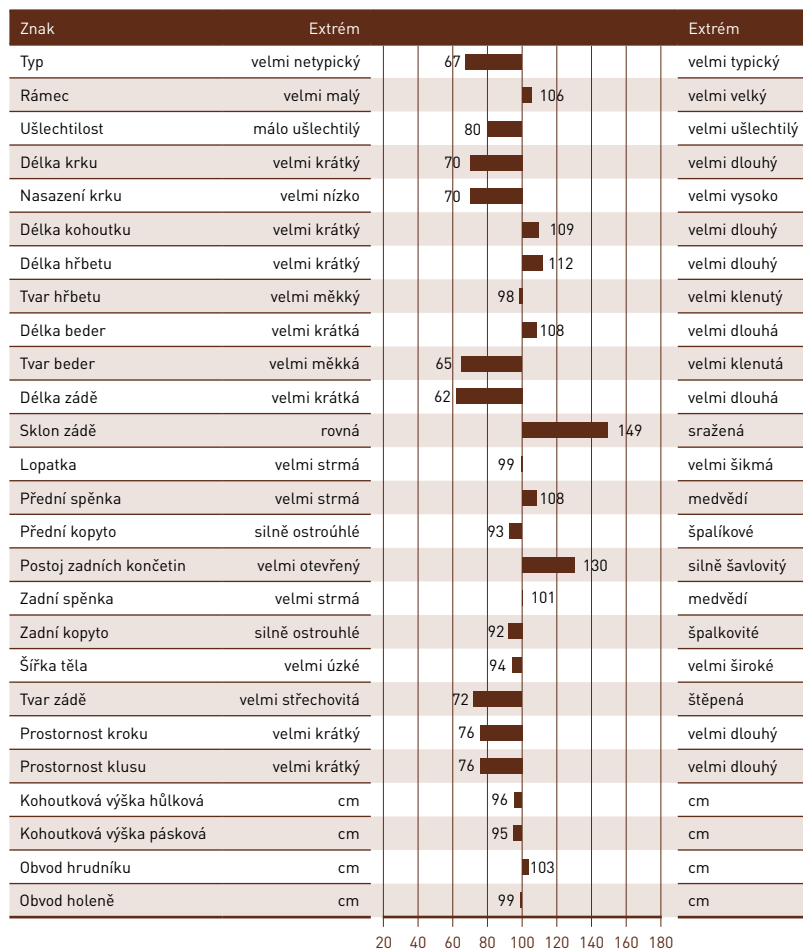 Znak Extrém Extrém
Typ velmi netypický 67 velmi typický
Rámec velmi malý 106 velmi velký
Ušlechtilost málo ušlechtilý 80 velmi ušlechtilý
Délka krku velmi krátký 70 velmi dlouhý
Nasazení krku velmi nízko 70 velmi vysoko
Délka kohoutku velmi krátký 109 velmi dlouhý
Délka hřbetu velmi krátký 112 velmi dlouhý
Tvar hřbetu velmi měkký 98 velmi klenutý
Délka beder velmi krátká 108 velmi dlouhá
Tvar beder velmi měkká 65 velmi klenutá
Délka zádě velmi krátká 62 velmi dlouhá
Sklon zádě rovná 149 sražená
Lopatka velmi strmá 99 velmi šikmá
Přední spěnka velmi strmá 108 medvědí
Přední kopyto silně ostroúhlé 93 špalíkové
Postoj zadních končetin velmi otevřený 130 silně šavlovitý
Zadní spěnka velmi strmá 101 medvědí
Zadní kopyto silně ostrouhlé 92 špalkovité
Šířka těla velmi úzké 94 velmi široké
Tvar zádě velmi střechovitá 72 štěpená
Prostornost kroku velmi krátký 76 velmi dlouhý
Prostornost klusu velmi krátký 76 velmi dlouhý
Kohoutková výška hůlková cm 96 cm
Kohoutková výška pásková cm 95 cm
Obvod hrudníku cm 103 cm
Obvod holeně cm 99 cm
20 40 60 80 100 120 140 160 180